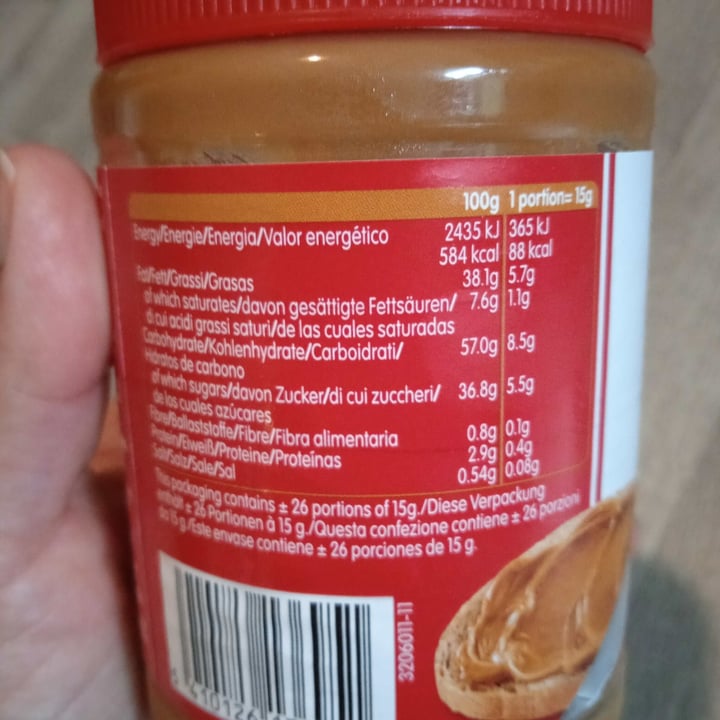 100g 1 portion= 15g
Energy/Energie/Energia/Valor energético 2435 kJ 365 kJ
584 kcal 88 kcal
Fat/Fett/Grassi/Grasas 38.1g 5.7g
of which saturates/davon gesättigte Fettsäuren/ 7.6g 1.1g
di cui acidi grassi saturi/de las cuales saturadas
Carbohydrate/Kohlenhydrate/Carboidrati/ 57.0g 8.5g
Hidratos de carbono
of which sugars/davon Zucker/di cui zuccheri/ 36.8g 5.5g
de los cuales azúcares
Fibre/Ballaststoffe/Fibre/Fibra alimentaria 0.8g 0.1g
Protein/Eiweiß/Proteine/Proteínas 2.9g 0.4g
Salt/Salz/Sale/Sal 0.54g 0.08g
This packaging contains ± 26 portions of 15g./Diese Verpackung
enthält ± 26 Portionen à 15 g./Questa confezione contiene ± 26 porzioni
da 15 g./Este envase contiene ± 26 porciones de 15 g.
3206011-11